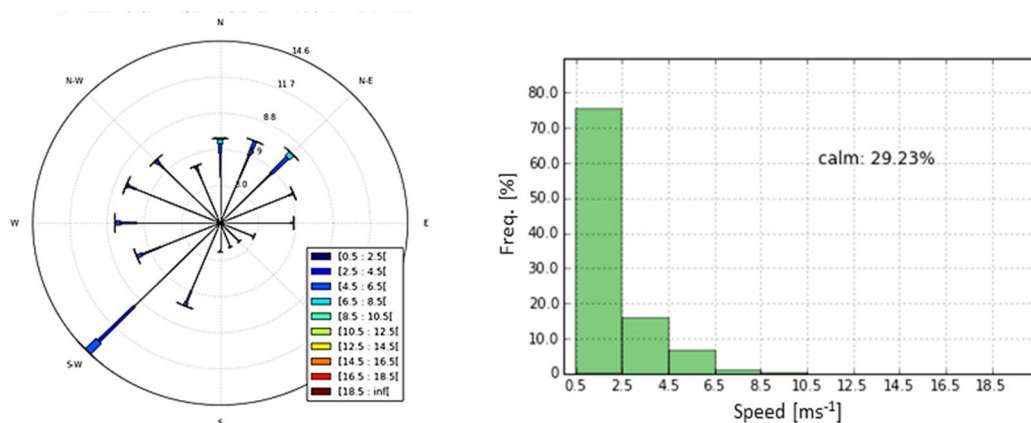 N
N-W
N-E
14.6
11.7
8.8
3.0
W
E
S-W
[0.5 : 2.5[
[2.5 : 4.5[
[4.5 : 6.5[
[6.5 : 8.5[
[8.5 : 10.5[
[10.5 : 12.5[
[12.5 : 14.5[
[14.5 : 16.5[
[16.5 : 18.5[
[18.5 : inf[
Freq. [%]
80.0
70.0
60.0
50.0
40.0
30.0
20.0
10.0
0.0
calm: 29.23%
0.5 2.5 4.5 6.5 8.5 10.5 12.5 14.5 16.5 18.5
Speed [ms⁻¹]